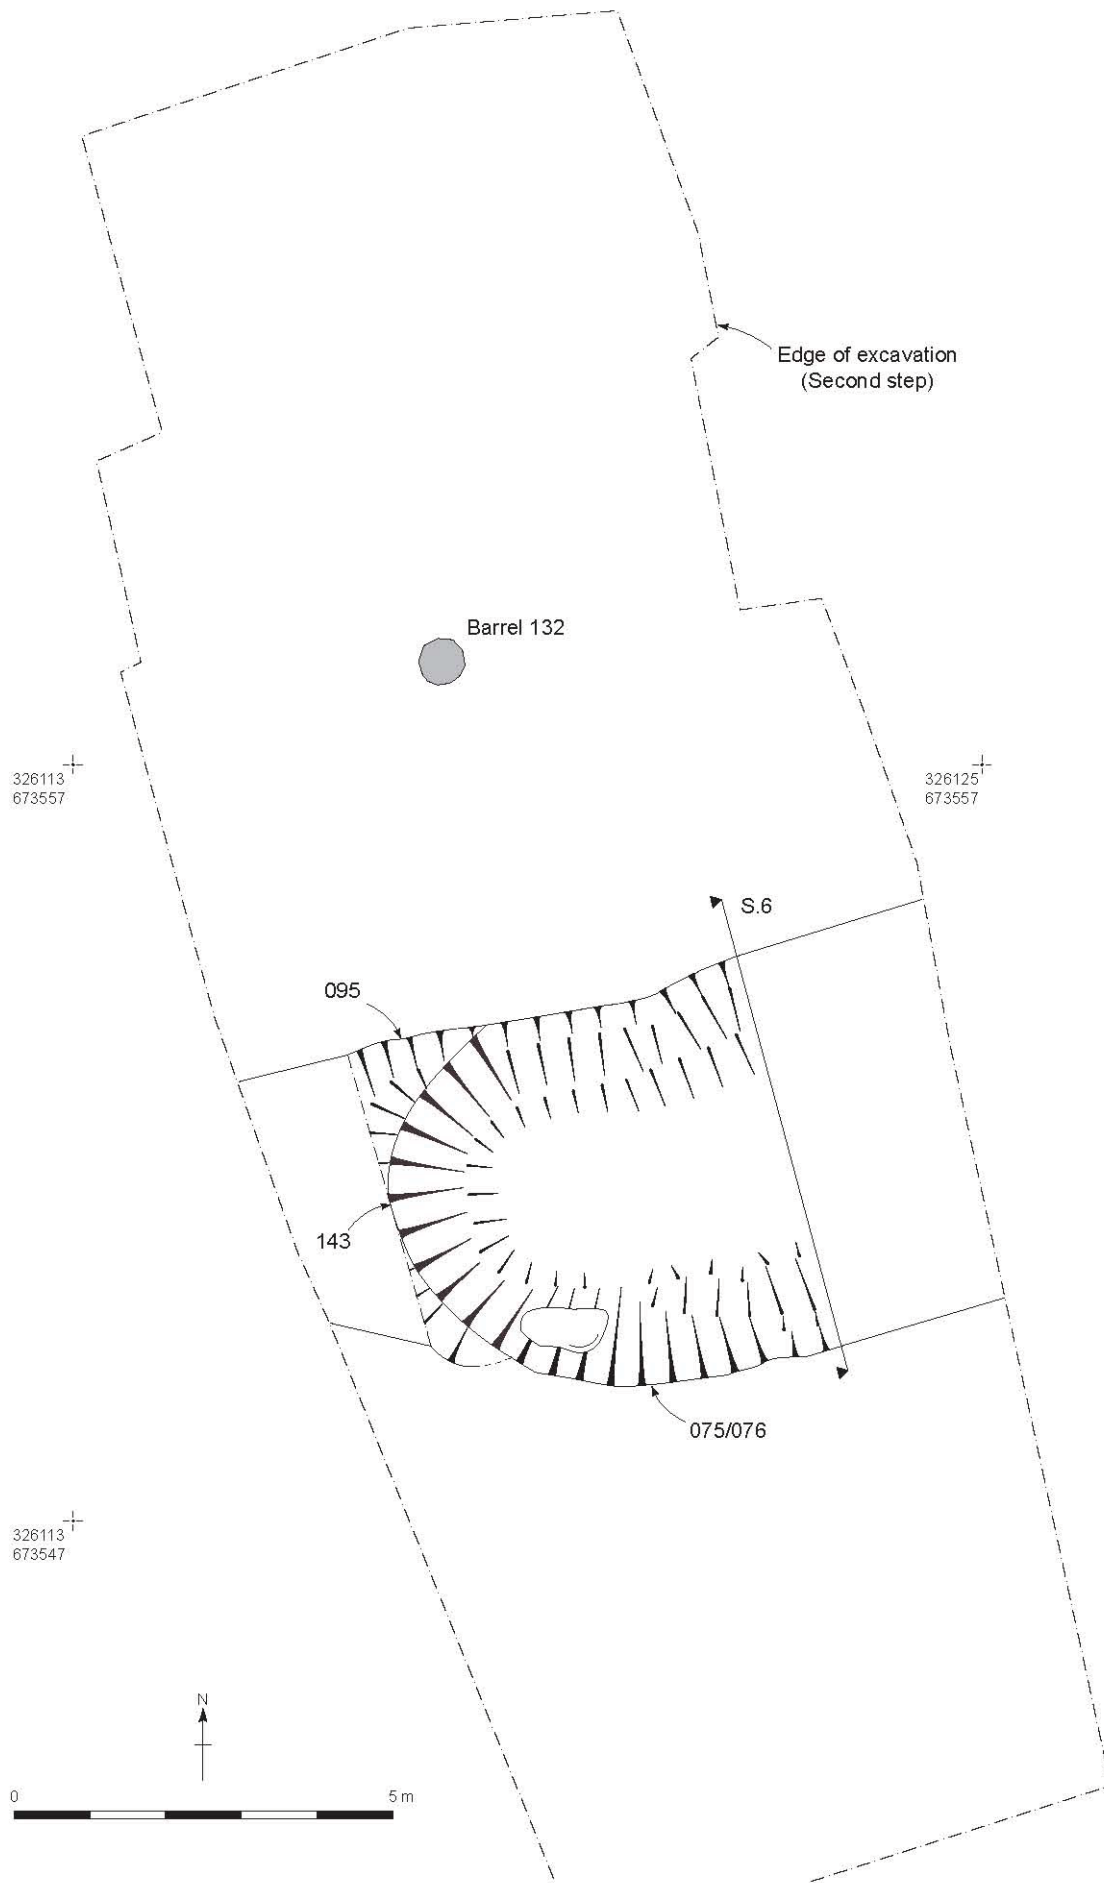 Edge of excavation
(Second step)
Barrel 132
326113
673557
326125
673557
S.6
095
143
075/076
326113
673547
N
0 5 m